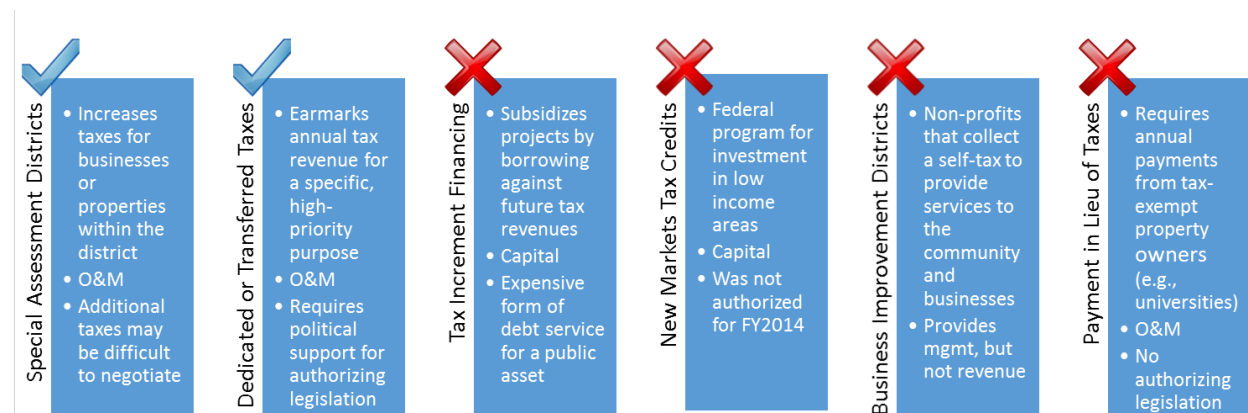 Special Assessment Districts
• Increases
taxes for
businesses
or
properties
within the
district
• O&M
• Additional
taxes may
be difficult
to negotiate
Dedicated or Transferred Taxes
• Earmarks
annual tax
revenue for
a specific,
high-
priority
purpose
• O&M
• Requires
political
support for
authorizing
legislation
Tax Increment Financing
• Subsidizes
projects by
borrowing
against
future tax
revenues
• Capital
• Expensive
form of
debt service
for a public
asset
New Markets Tax Credits
• Federal
program for
investment
in low
income
areas
• Capital
• Was not
authorized
for FY2014
Business Improvement Districts
• Non-profits
that collect
a self-tax to
provide
services to
the
community
and
businesses
• Provides
mgmt, but
not revenue
Payment in Lieu of Taxes
• Requires
annual
payments
from tax-
exempt
property
owners
(e.g.,
universities)
• O&M
• No
authorizing
legislation